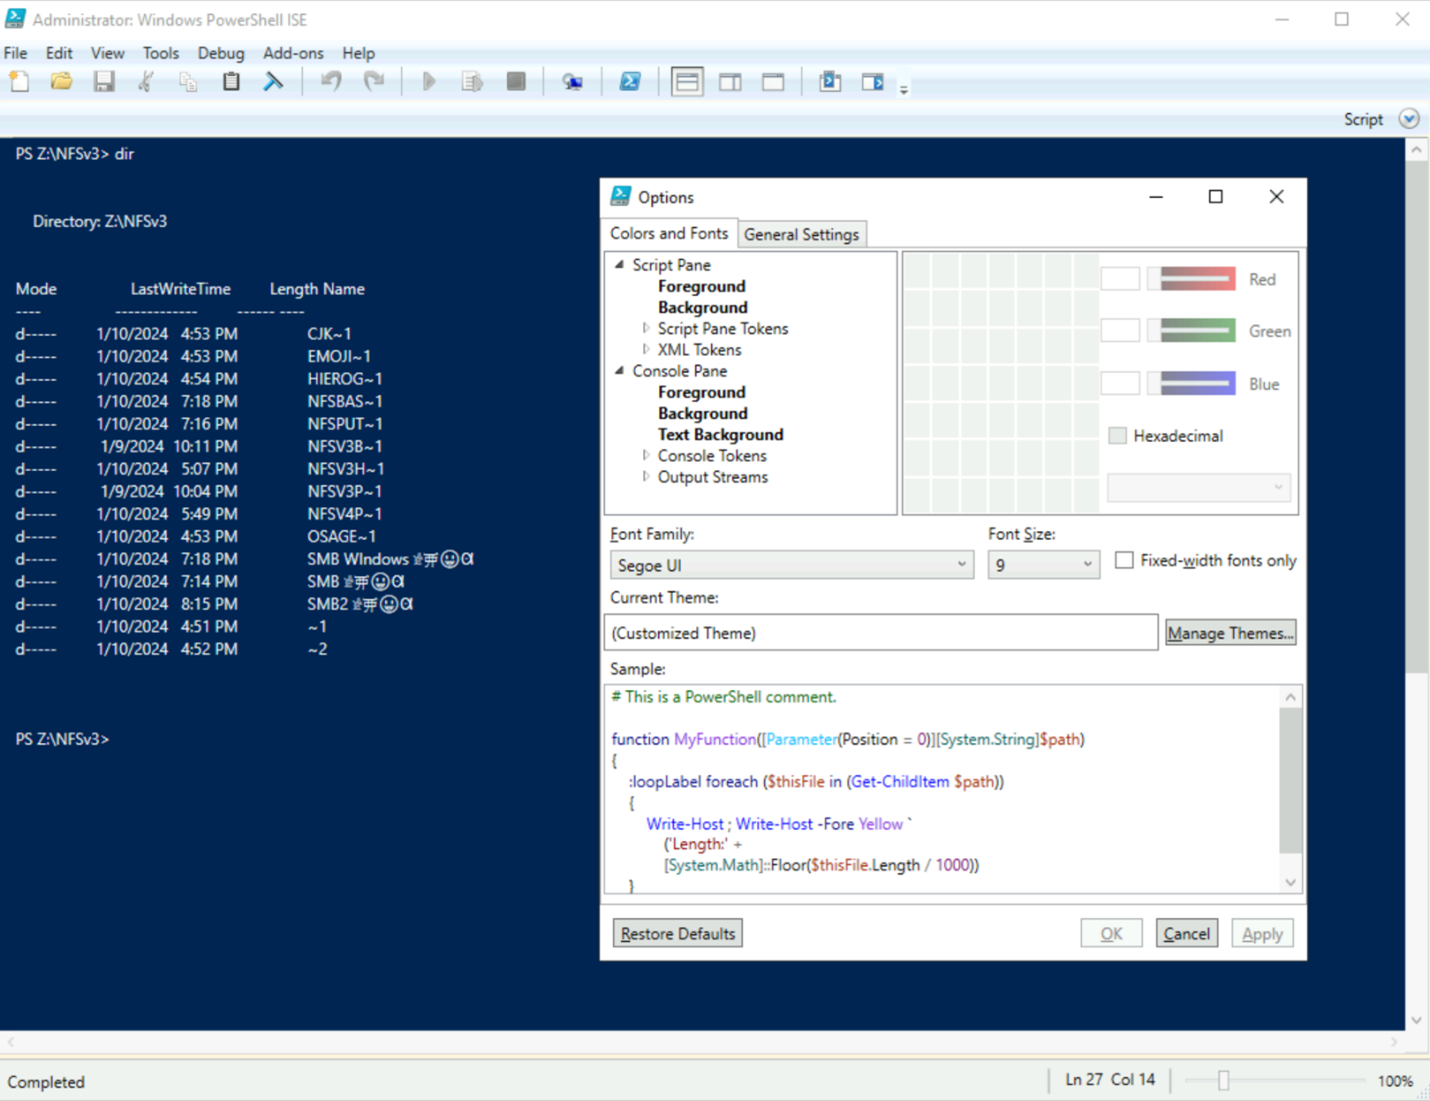 Administrator: Windows PowerShell ISE
File Edit View Tools Debug Add-ons Help
Script
PS Z:\NFSv3> dir
Directory: Z:\NFSv3
Mode LastWriteTime Length Name
---- ------------- ------ ----
d----- 1/10/2024 4:53 PM CJK~1
d----- 1/10/2024 4:53 PM EMOJI~1
d----- 1/10/2024 4:54 PM HIEROG~1
d----- 1/10/2024 7:18 PM NFSBAS~1
d----- 1/10/2024 7:16 PM NFSPUT~1
d----- 1/9/2024 10:11 PM NFSV3B~1
d----- 1/10/2024 5:07 PM NFSV3H~1
d----- 1/9/2024 10:04 PM NFSV3P~1
d----- 1/10/2024 5:49 PM NFSV4P~1
d----- 1/10/2024 4:53 PM OSAGE~1
d----- 1/10/2024 7:18 PM SMB WIndows
d----- 1/10/2024 7:14 PM SMB
d----- 1/10/2024 8:15 PM SMB2
d----- 1/10/2024 4:51 PM ~1
d----- 1/10/2024 4:52 PM ~2
PS Z:\NFSv3>
Options
Colors and Fonts General Settings
Script Pane
Foreground
Background
Script Pane Tokens
XML Tokens
Console Pane
Foreground
Background
Text Background
Console Tokens
Output Streams
Red
Green
Blue
Hexadecimal
Font Family: Font Size:
Segoe UI 9 Fixed-width fonts only
Current Theme:
(Customized Theme) Manage Themes...
Sample:
# This is a PowerShell comment.
function MyFunction([Parameter(Position = 0)][System.String]$path)
{
:loopLabel foreach ($thisFile in (Get-ChildItem $path))
{
Write-Host ; Write-Host -Fore Yellow `
('Length:' +
[System.Math]::Floor($thisFile.Length / 1000))
}
Restore Defaults OK Cancel Apply
Completed Ln 27 Col 14 100%